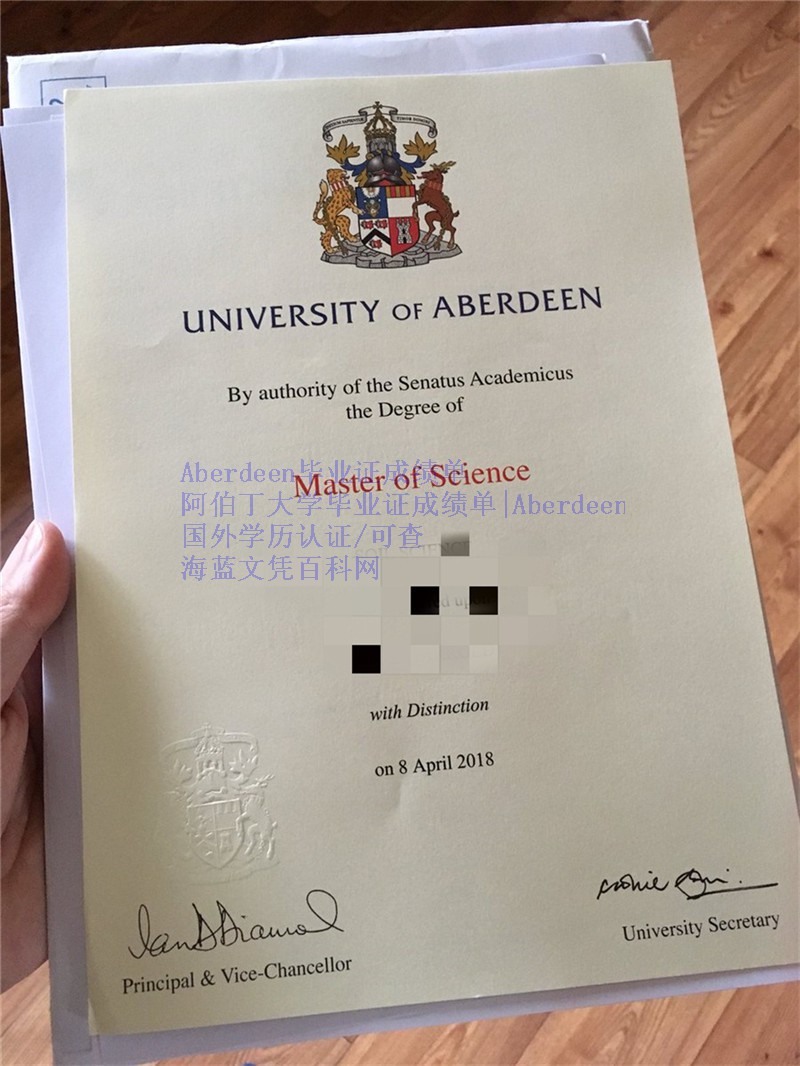 UNIVERSITY OF ABERDEEN
By authority of the Senatus Academicus
the Degree of
Aberdeen毕业证成绩单
Master of Science
阿伯丁大学毕业证成绩单|Aberdeen
国外学历认证/可查
FOR SCIENC
海蓝文凭百科网
with Distinction
on 8 April 2018
Principal & Vice-Chancellor
University Secretary